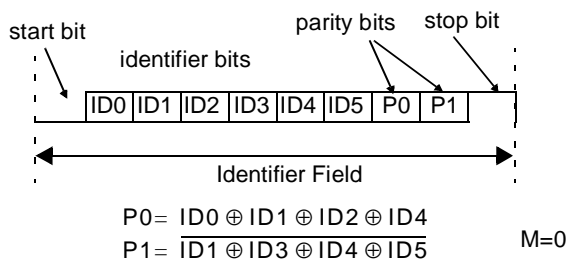 start bit
parity bits
stop bit
identifier bits
ID0 ID1 ID2 ID3 ID4 ID5 P0 P1
Identifier Field
P0= ID0 ⊕ ID1 ⊕ ID2 ⊕ ID4
P1= ID1 ⊕ ID3 ⊕ ID4 ⊕ ID5
M=0